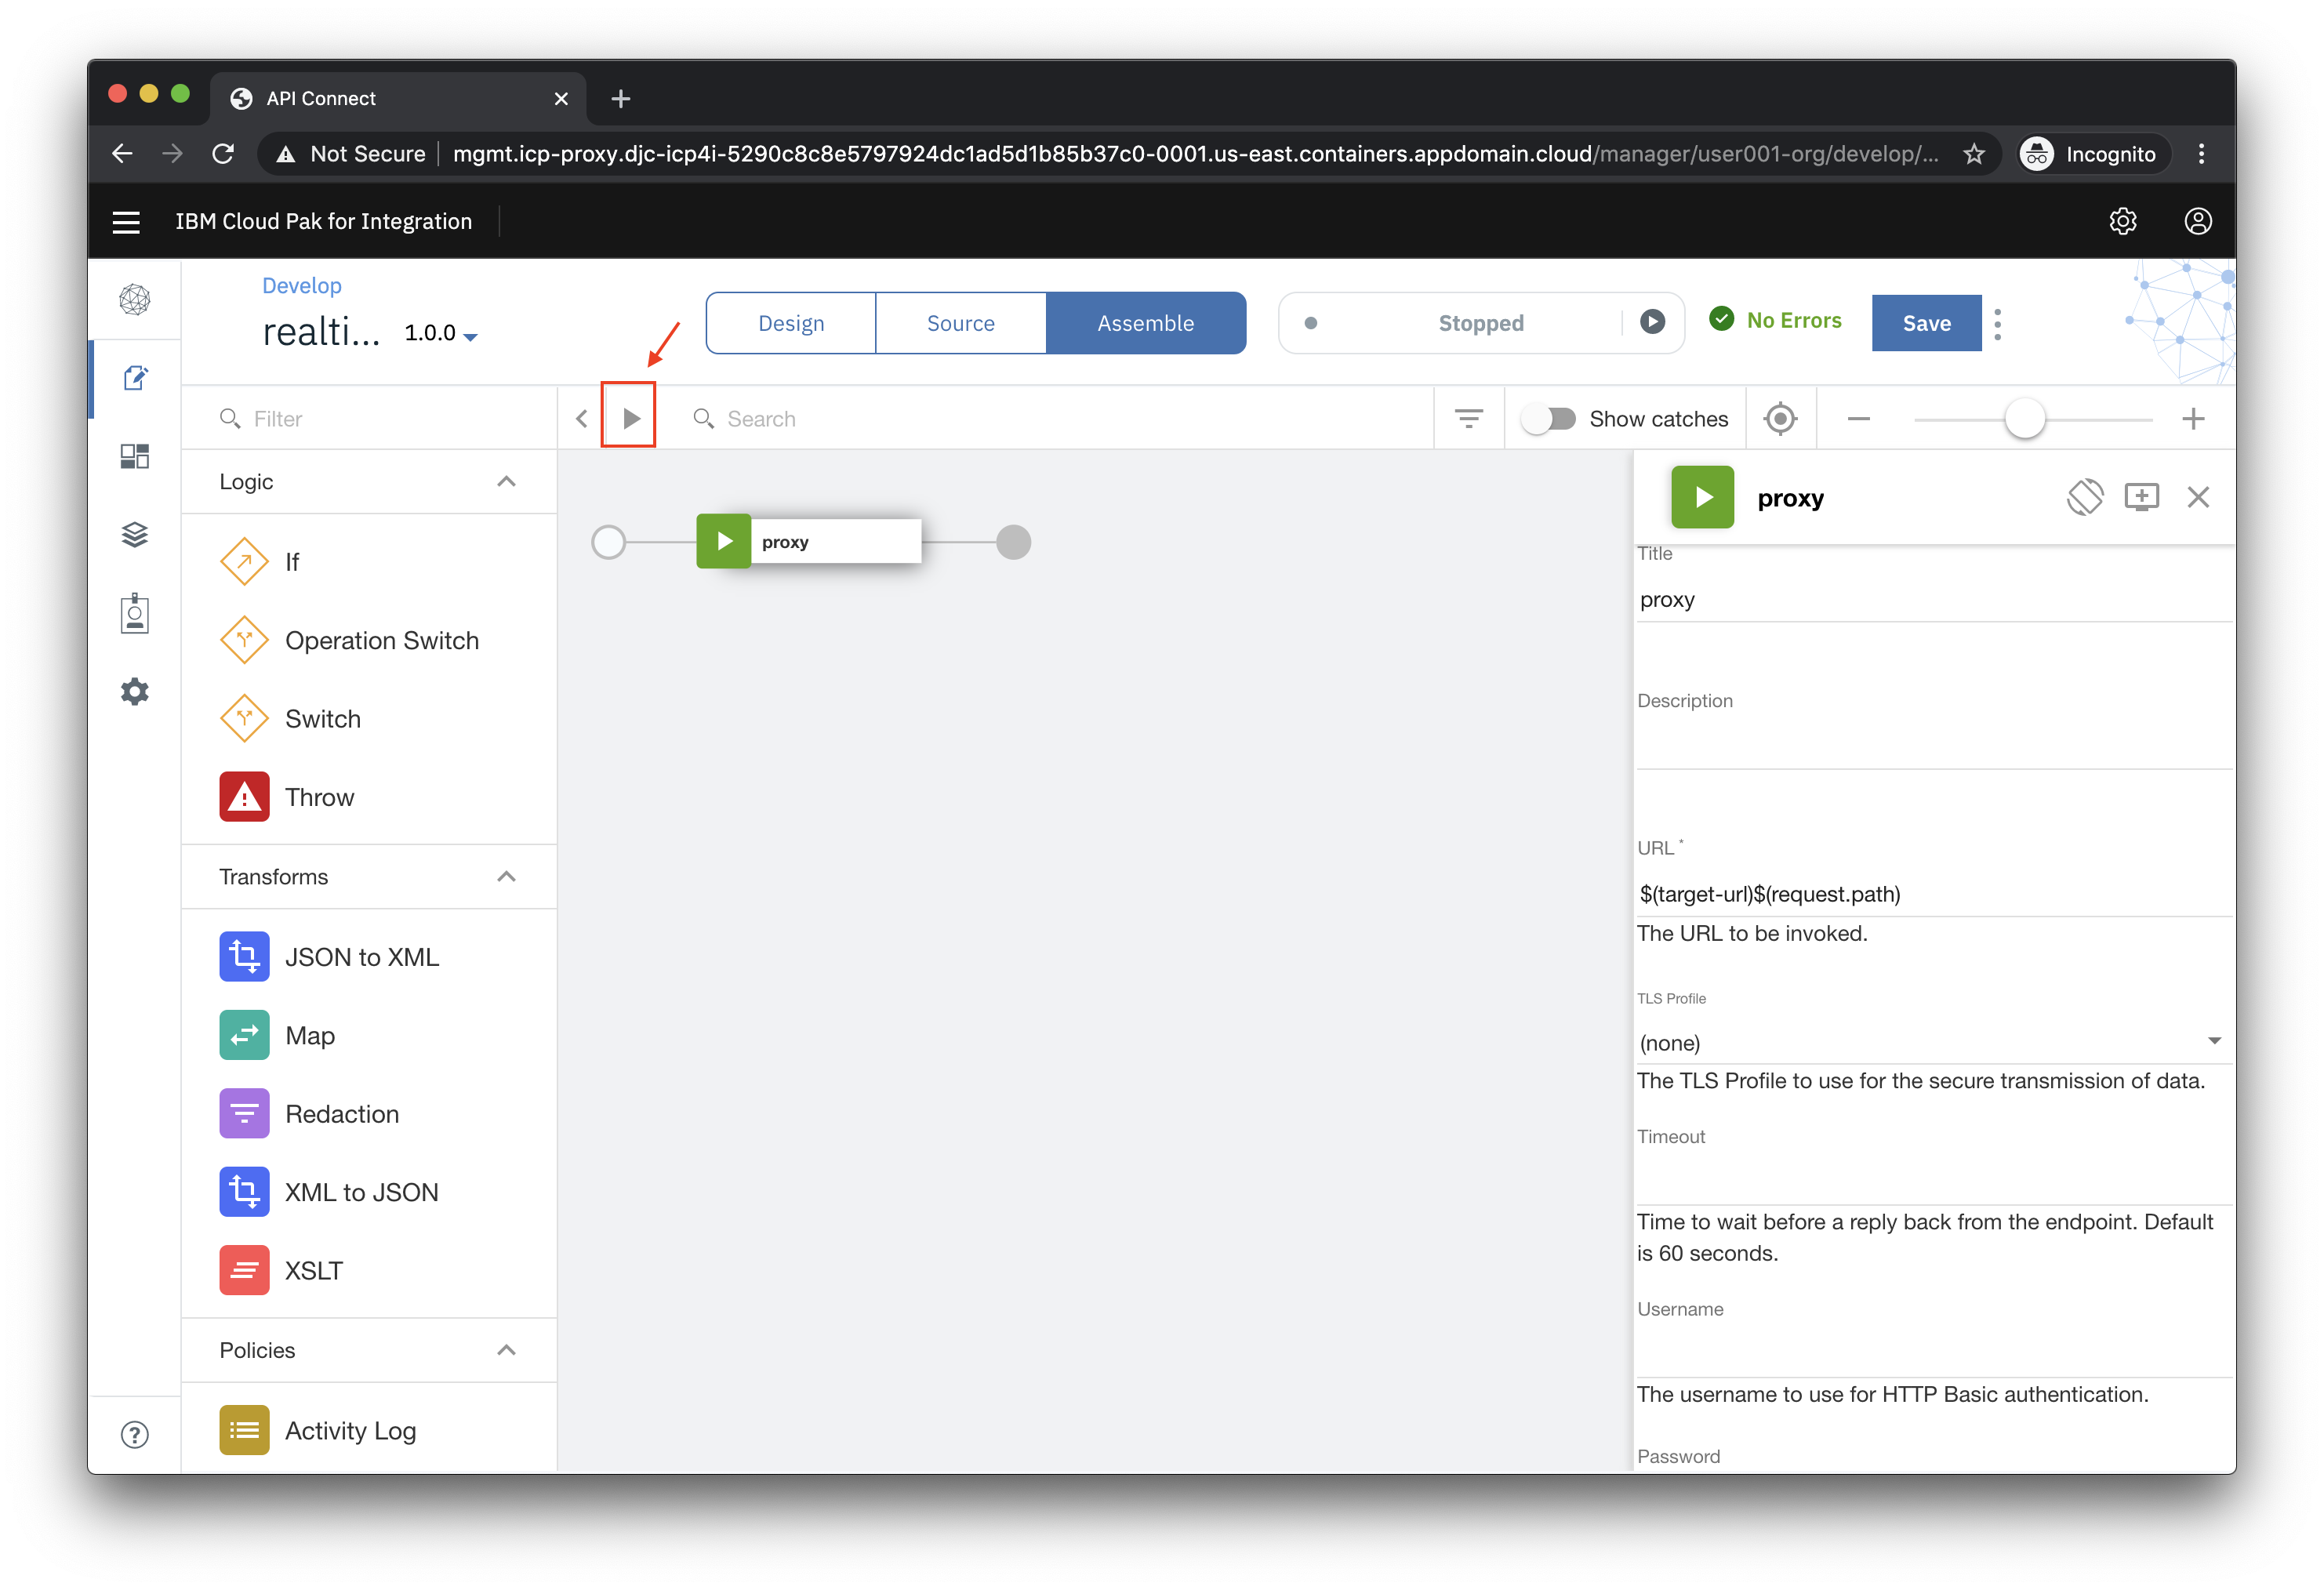 API Connect
Not Secure mgmt.icp-proxy.djc-icp4i-5290c8c8e5797924dc1ad5d1b85b37c0-0001.us-east.containers.appdomain.cloud/manager/user001-org/develop/... Incognito
IBM Cloud Pak for Integration
Develop
realti... 1.0.0
Design Source Assemble
Stopped
No Errors
Save
Filter
Search
Show catches
Logic
If
Operation Switch
Switch
Throw
Transforms
JSON to XML
Map
Redaction
XML to JSON
XSLT
Policies
Activity Log
proxy
proxy
Title
proxy
Description
URL *
$(target-url)$(request.path)
The URL to be invoked.
TLS Profile
(none)
The TLS Profile to use for the secure transmission of data.
Timeout
Time to wait before a reply back from the endpoint. Default
is 60 seconds.
Username
The username to use for HTTP Basic authentication.
Password